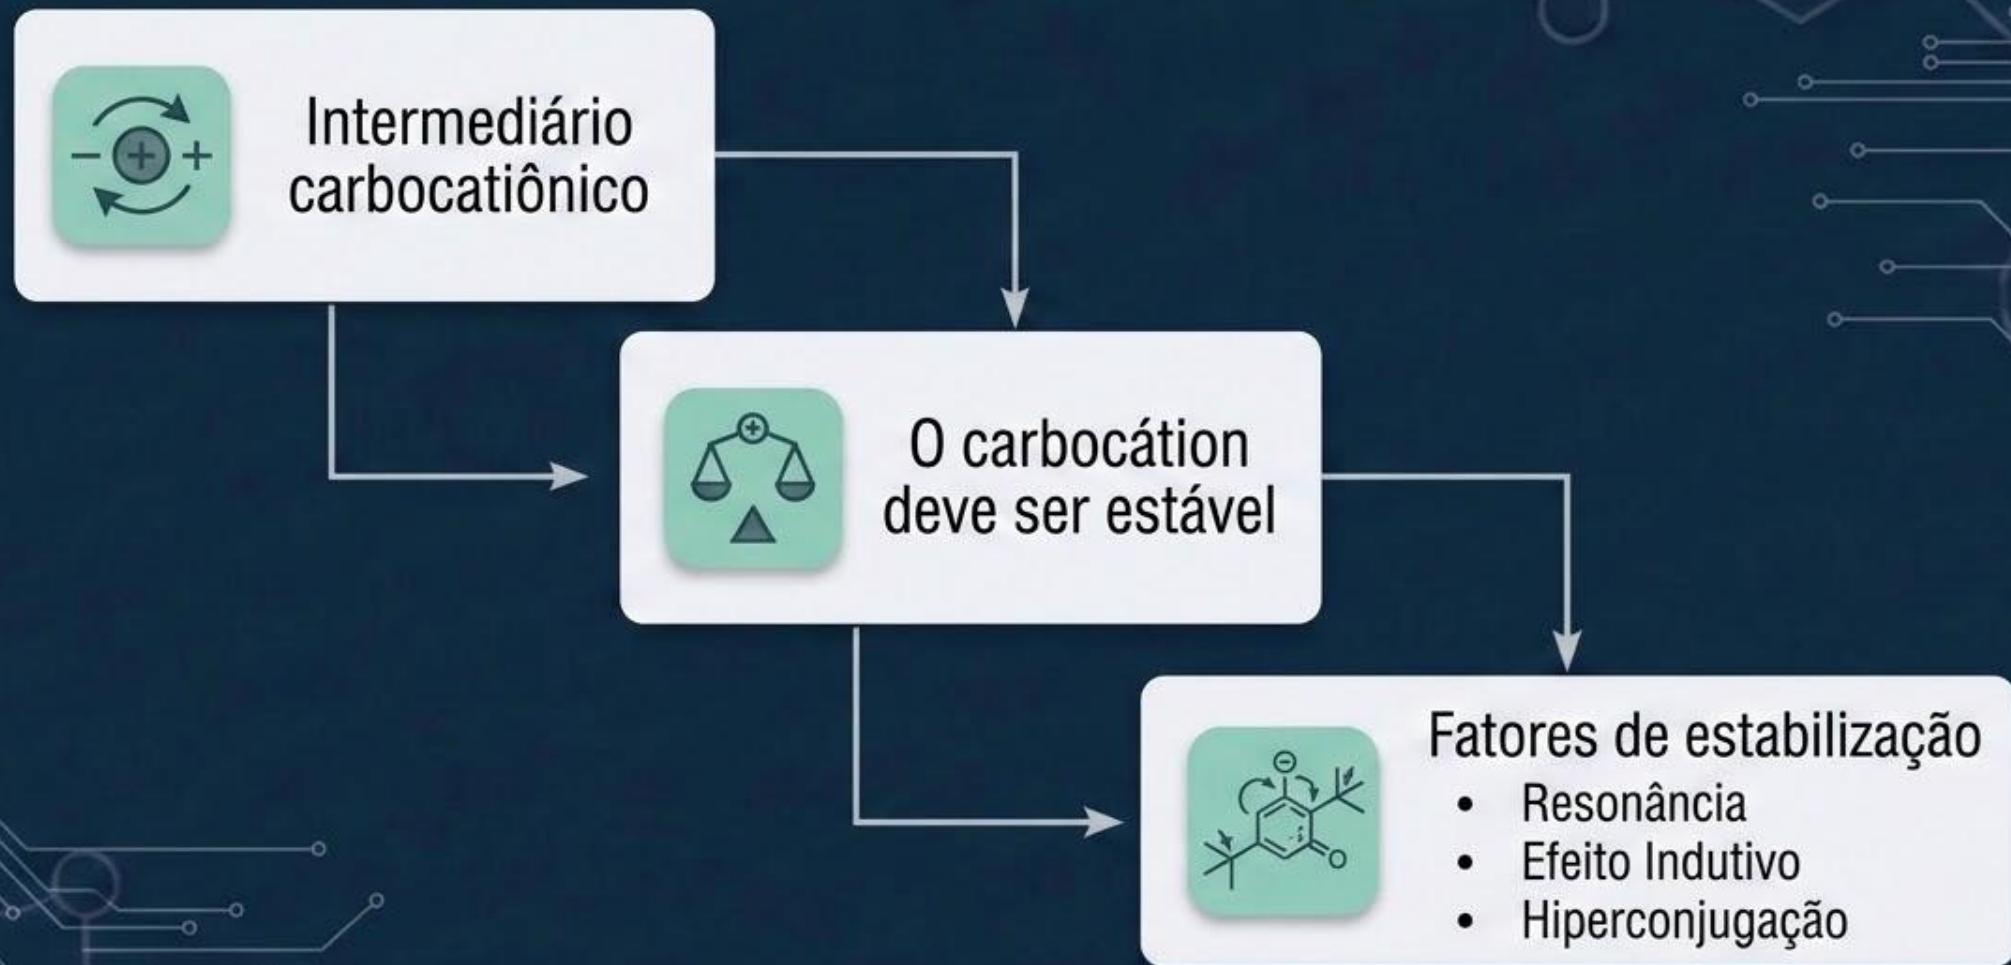 Intermediário
carbocatiônico
O carbocátion
deve ser estável
Fatores de estabilização
• Resonância
• Efeito Indutivo
• Hiperconjugação